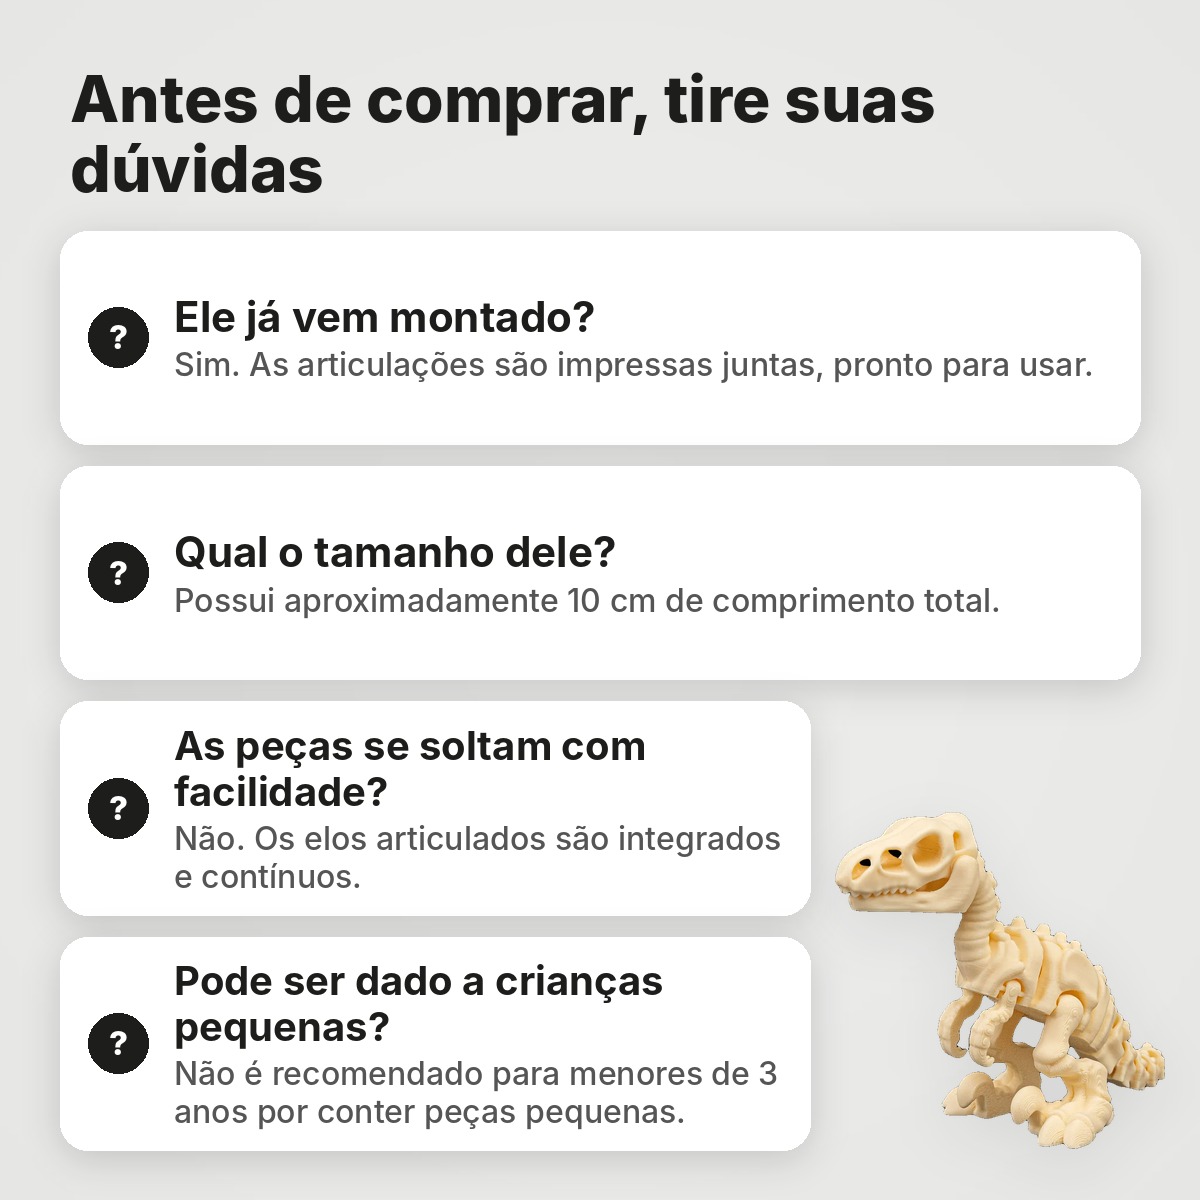 Antes de comprar, tire suas
dúvidas
?
Ele já vem montado?
Sim. As articulações são impressas juntas, pronto para usar.
?
Qual o tamanho dele?
Possui aproximadamente 10 cm de comprimento total.
?
As peças se soltam com
facilidade?
Não. Os elos articulados são integrados
e contínuos.
?
Pode ser dado a crianças
pequenas?
Não é recomendado para menores de 3
anos por conter peças pequenas.